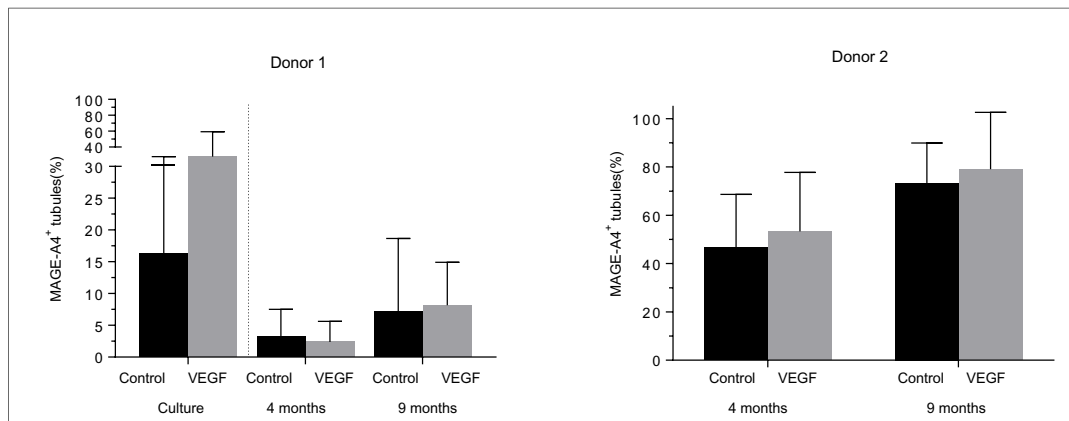 Donor 1
MAGE-A4+ tubules(%)
100
80
60
40
30
25
20
15
10
5
0
Control VEGF Control VEGF Control VEGF
Culture 4 months 9 months
Donor 2
MAGE-A4+ tubules(%)
100
80
60
40
20
0
Control VEGF Control VEGF
4 months 9 months